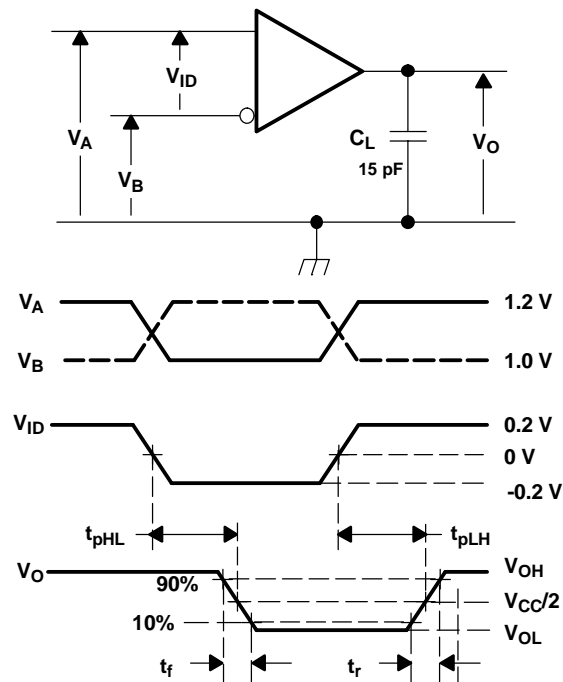 V_ID
V_A
V_B
C_L
15 pF
V_O
V_A
1.2 V
V_B
1.0 V
V_ID
0.2 V
0 V
-0.2 V
t_pHL
t_pLH
V_O
V_OH
90%
V_CC/2
10%
V_OL
t_f
t_r